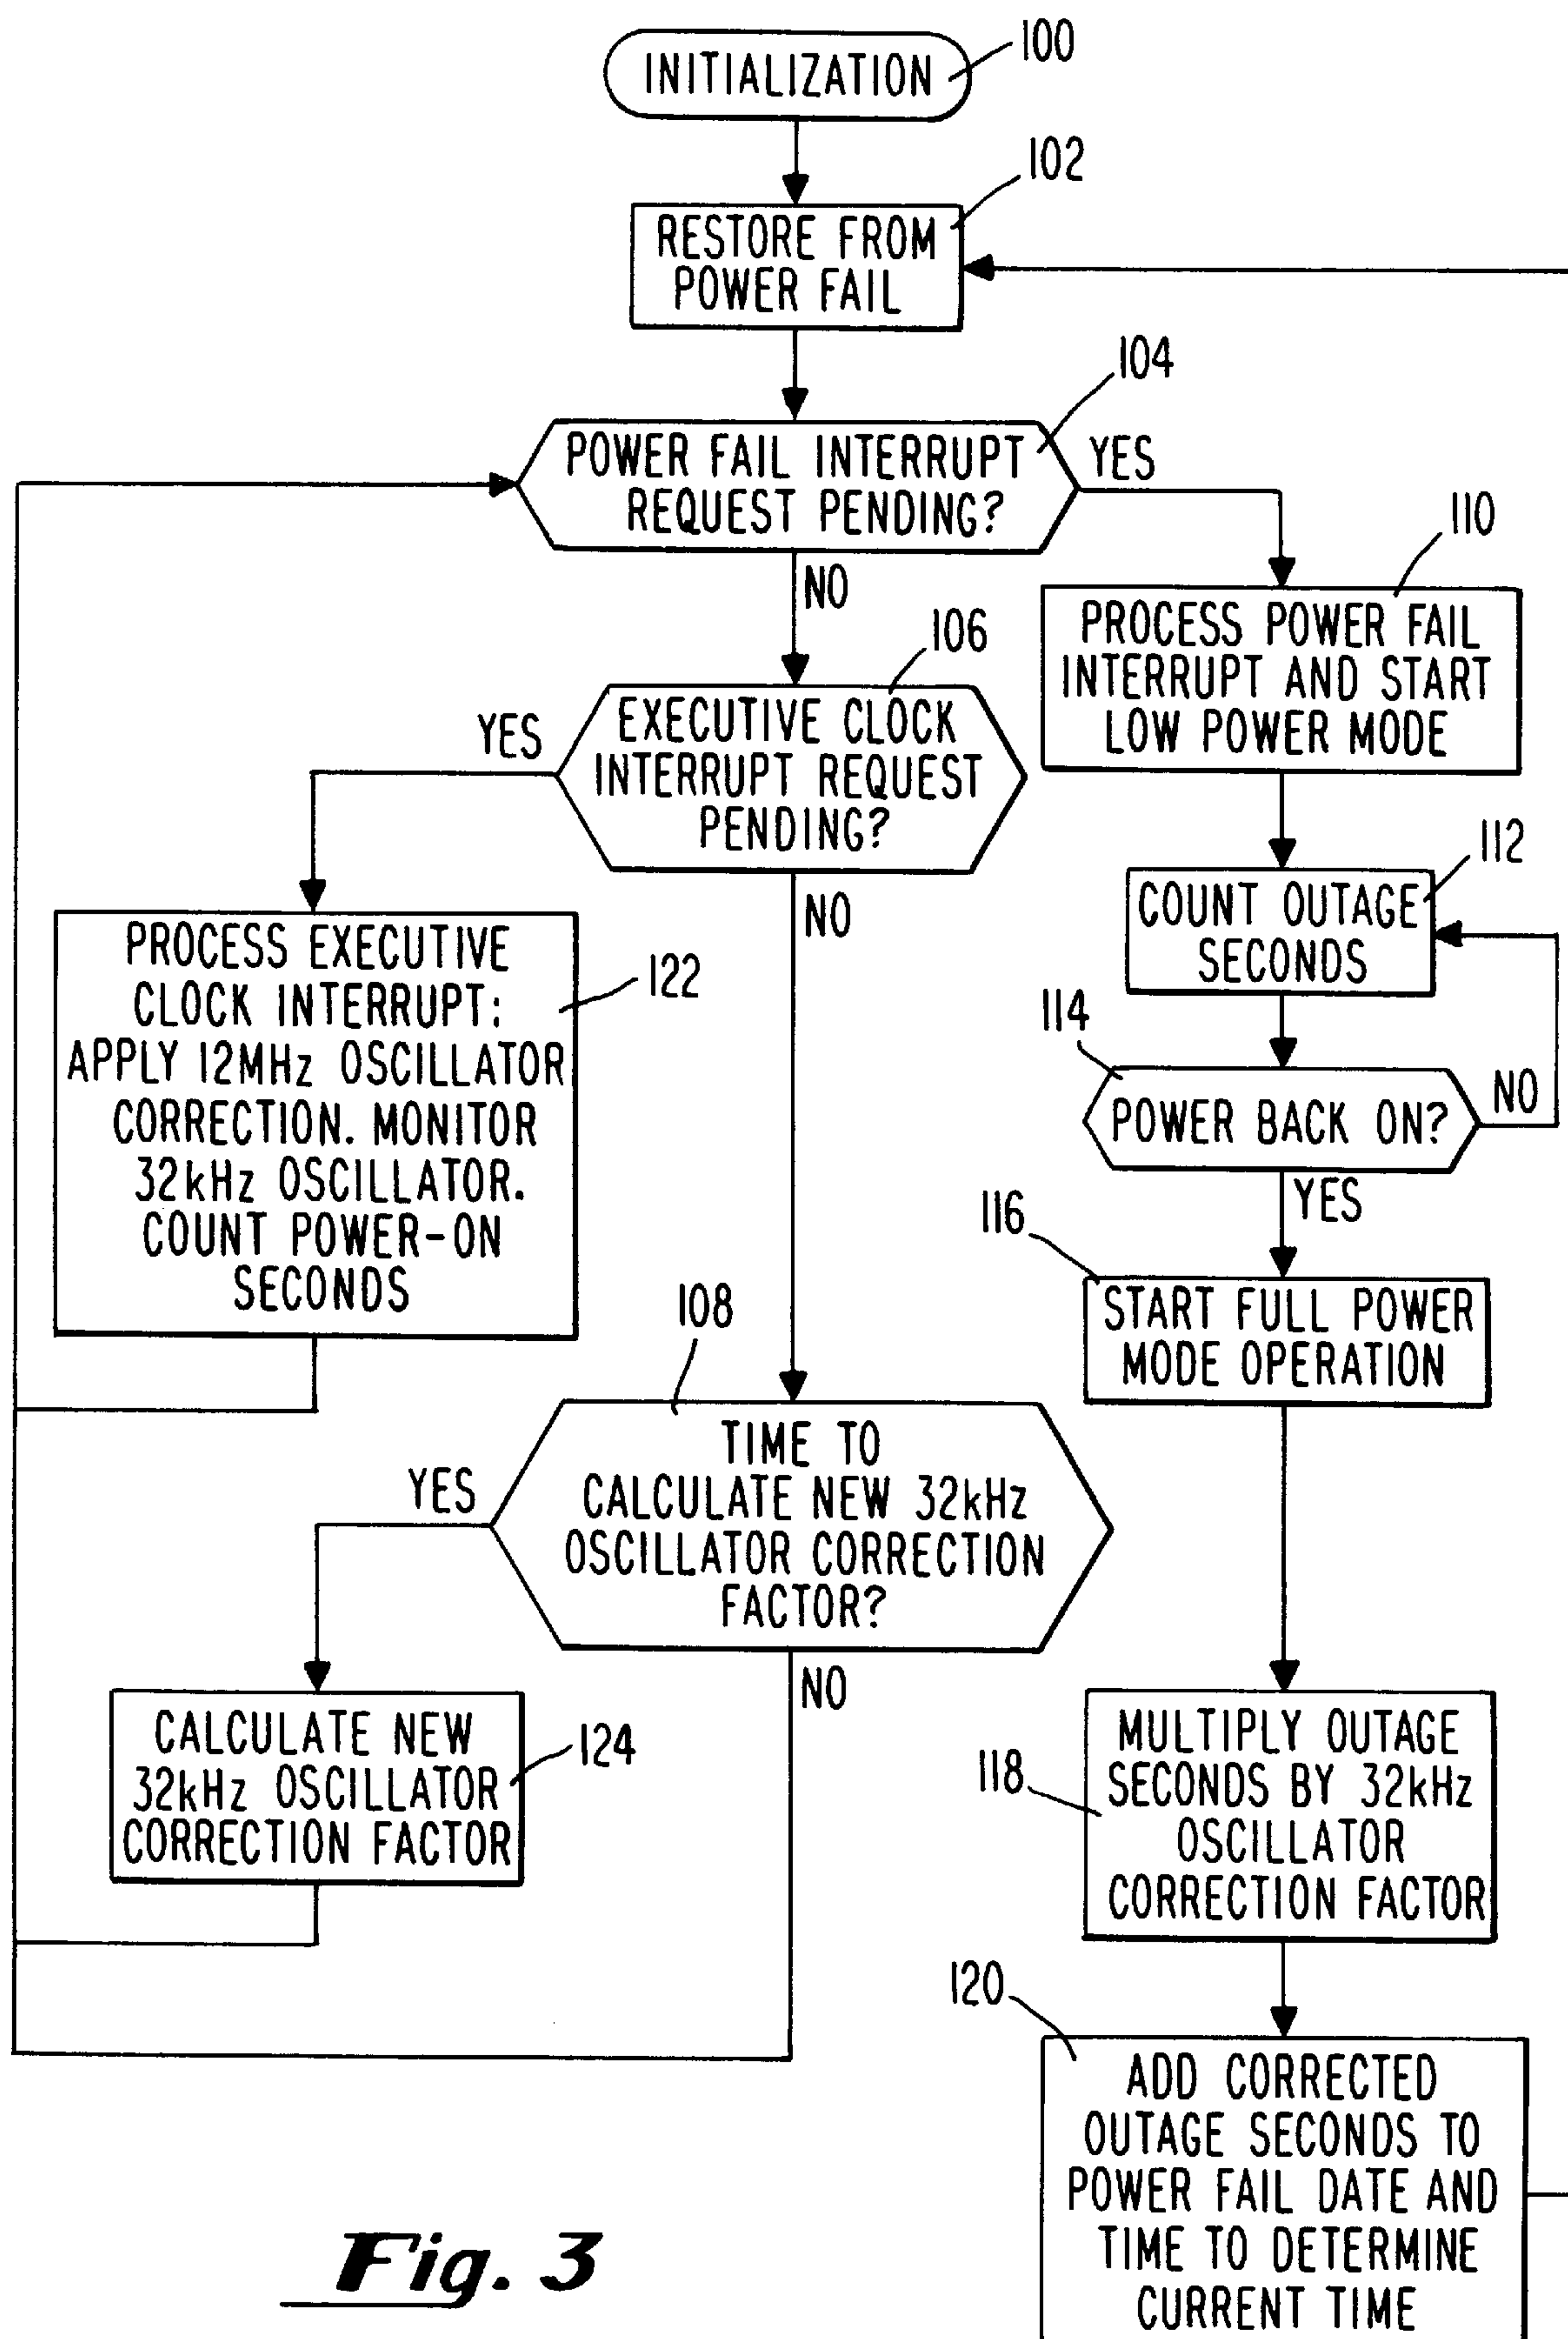 INITIALIZATION
100
102
RESTORE FROM
POWER FAIL
104
POWER FAIL INTERRUPT
REQUEST PENDING?
YES
NO
110
PROCESS POWER FAIL
INTERRUPT AND START
LOW POWER MODE
106
EXECUTIVE CLOCK
INTERRUPT REQUEST
PENDING?
YES
NO
112
COUNT OUTAGE
SECONDS
PROCESS EXECUTIVE
CLOCK INTERRUPT:
APPLY 12MHz OSCILLATOR
CORRECTION. MONITOR
32kHz OSCILLATOR.
COUNT POWER-ON
SECONDS
122
114
POWER BACK ON?
NO
YES
116
START FULL POWER
MODE OPERATION
108
TIME TO
CALCULATE NEW 32kHz
OSCILLATOR CORRECTION
FACTOR?
YES
NO
CALCULATE NEW
32kHz OSCILLATOR
CORRECTION FACTOR
124
118
MULTIPLY OUTAGE
SECONDS BY 32kHz
OSCILLATOR
CORRECTION FACTOR
120
ADD CORRECTED
OUTAGE SECONDS TO
POWER FAIL DATE AND
TIME TO DETERMINE
CURRENT TIME
Fig. 3